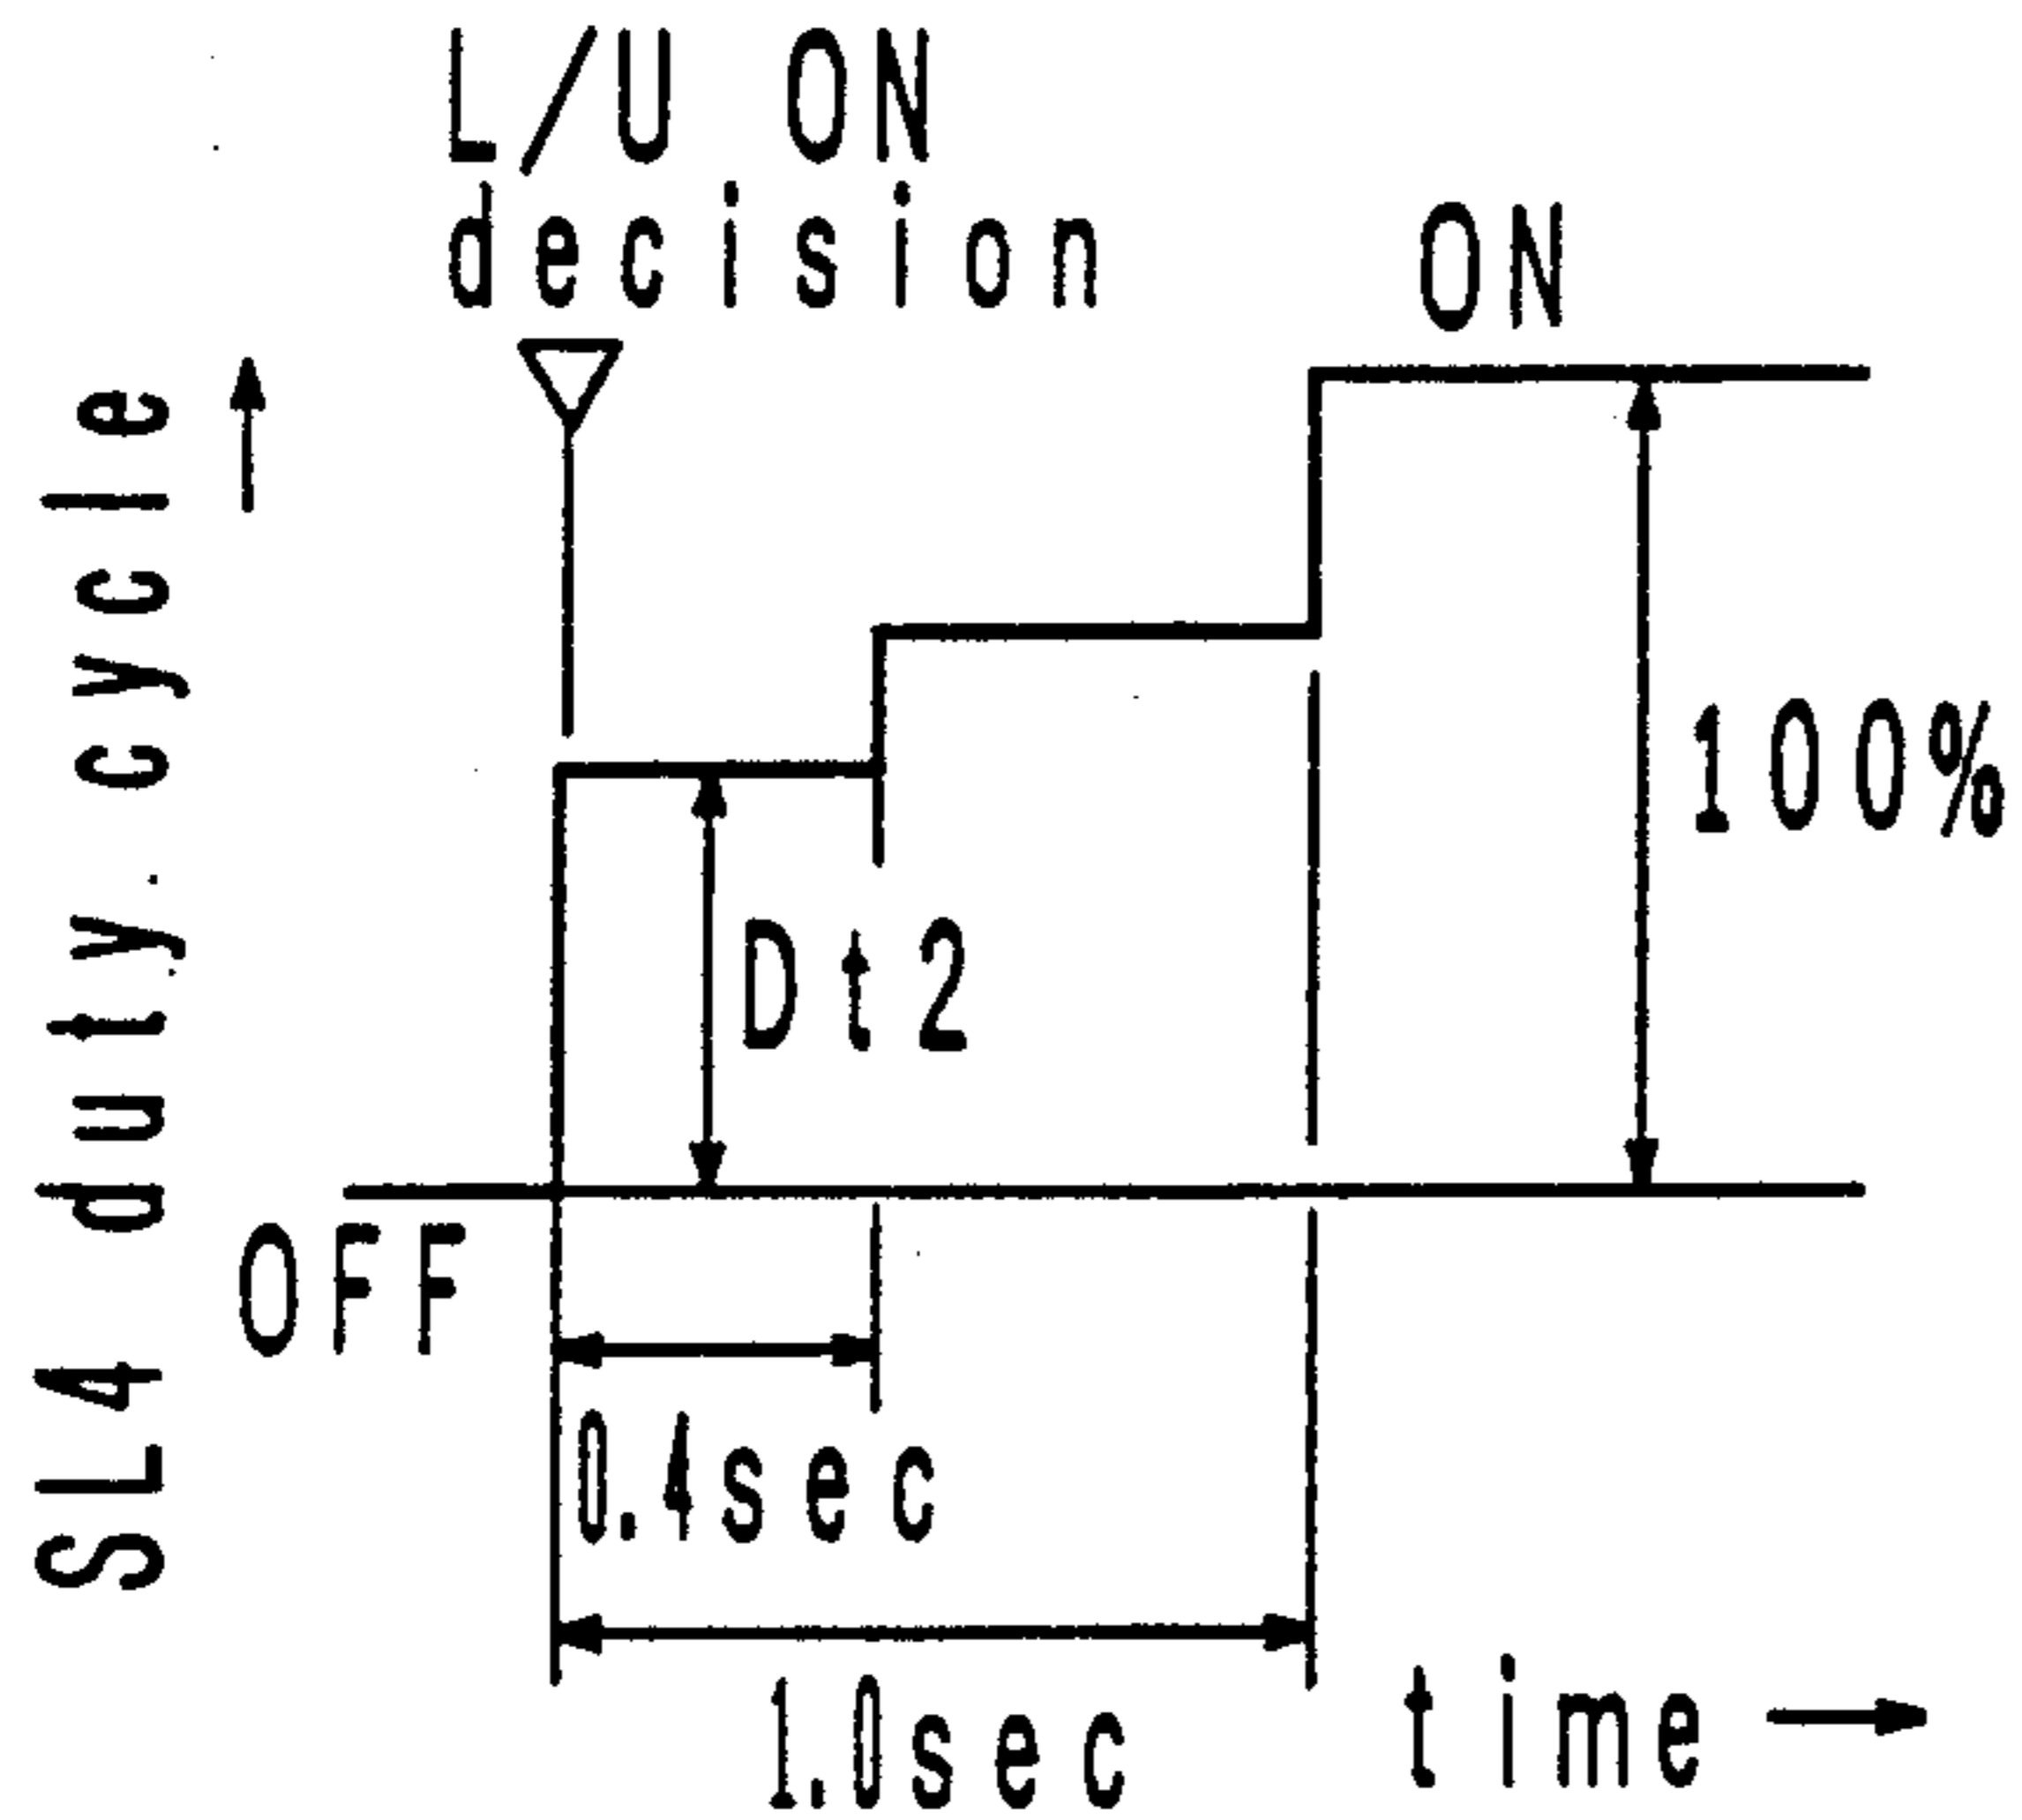 L/U ON
decision
ON
SL4 duty cycle
100%
Dt2
OFF
0.4sec
1.0sec
time